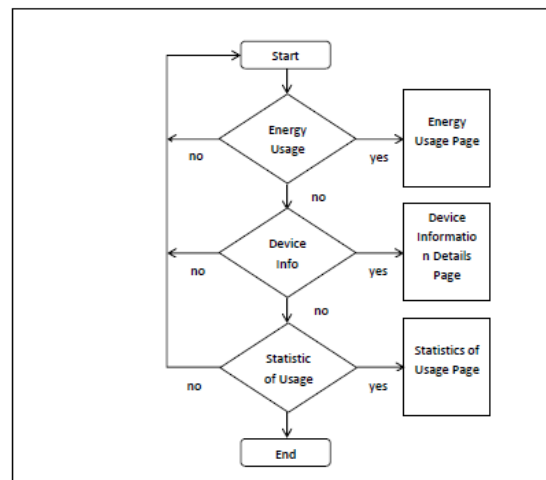 Start
Energy
Usage
Energy
Usage Page
no
yes
no
Device
Info
Device
Informatio
n Details
Page
no
yes
no
Statistic
of Usage
Statistics of
Usage Page
no
yes
End